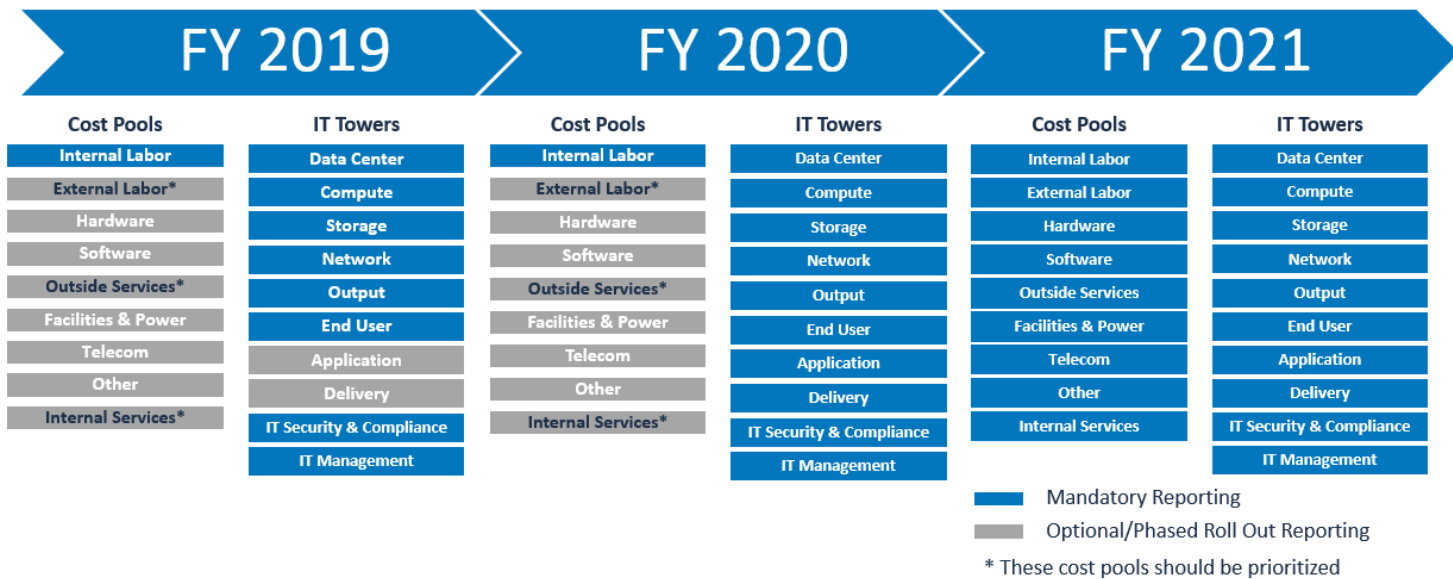 FY 2019
FY 2020
FY 2021
Cost Pools
Internal Labor
External Labor*
Hardware
Software
Outside Services*
Facilities & Power
Telecom
Other
Internal Services*
IT Towers
Data Center
Compute
Storage
Network
Output
End User
Application
Delivery
IT Security & Compliance
IT Management
Cost Pools
Internal Labor
External Labor*
Hardware
Software
Outside Services*
Facilities & Power
Telecom
Other
Internal Services*
IT Towers
Data Center
Compute
Storage
Network
Output
End User
Application
Delivery
IT Security & Compliance
IT Management
Cost Pools
Internal Labor
External Labor
Hardware
Software
Outside Services
Facilities & Power
Telecom
Other
Internal Services
IT Towers
Data Center
Compute
Storage
Network
Output
End User
Application
Delivery
IT Security & Compliance
IT Management
Mandatory Reporting
Optional/Phased Roll Out Reporting
* These cost pools should be prioritized